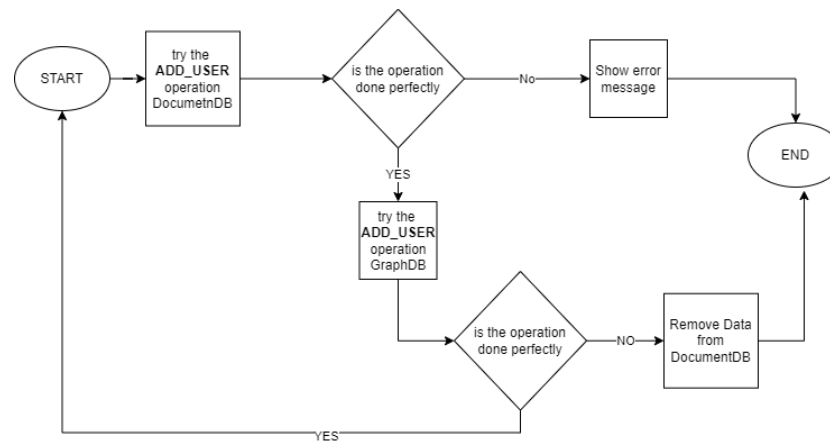 START
try the
ADD_USER
operation
DocumetnDB
is the operation
done perfectly
No
Show error
message
END
YES
try the
ADD_USER
operation
GraphDB
is the operation
done perfectly
NO
Remove Data
from
DocumentDB
YES